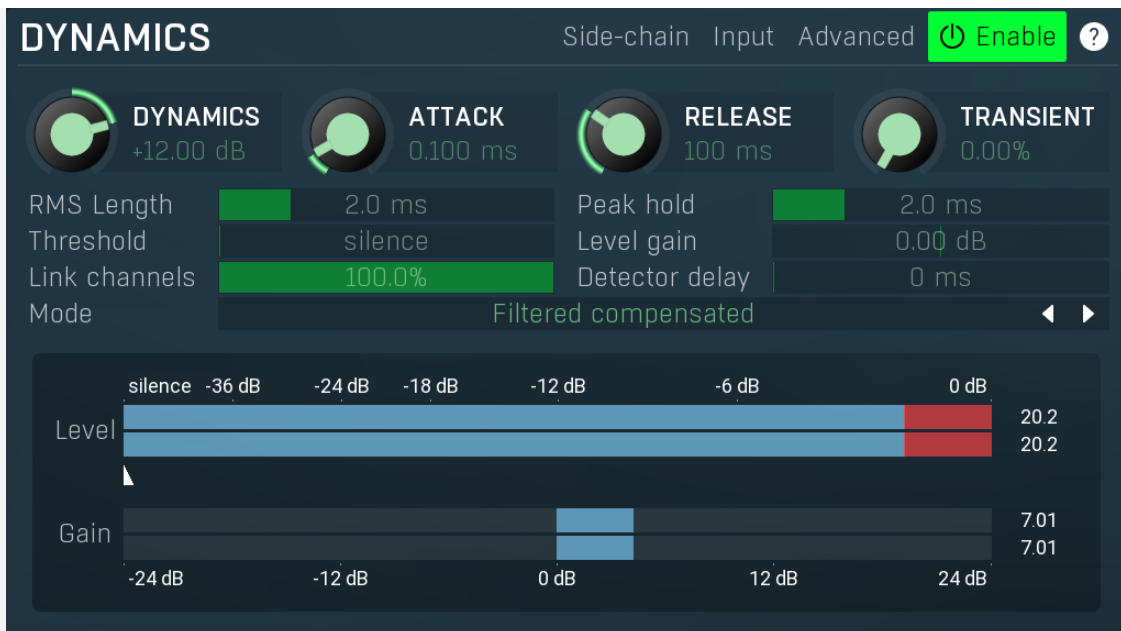 DYNAMICS Side-chain Input Advanced Enable ?
DYNAMICS ATTACK RELEASE TRANSIENT
+12.00 dB 0.100 ms 100 ms 0.00%
RMS Length 2.0 ms Peak hold 2.0 ms
Threshold silence Level gain 0.00 dB
Link channels 100.0% Detector delay 0 ms
Mode Filtered compensated
silence -36 dB -24 dB -18 dB -12 dB -6 dB 0 dB
Level 20.2
20.2
Gain 7.01
7.01
-24 dB -12 dB 0 dB 12 dB 24 dB